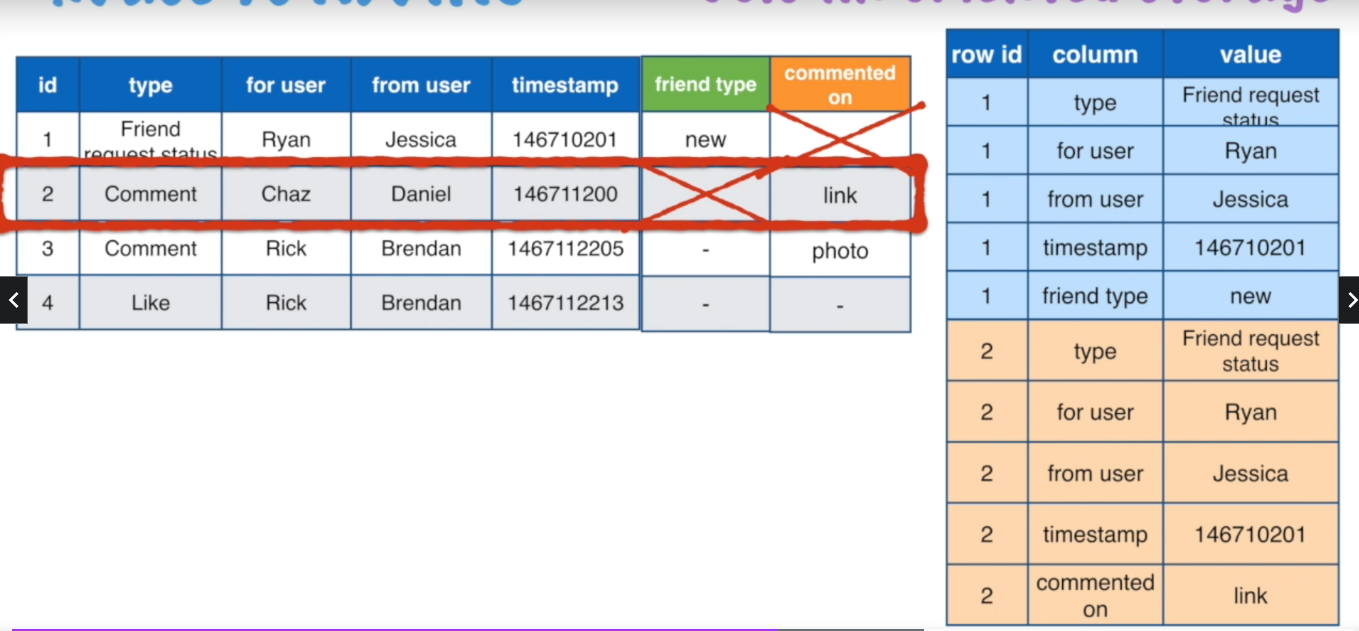 id type for user from user timestamp friend type commented on
1 Friend request status Ryan Jessica 146710201 new
2 Comment Chaz Daniel 146711200 link
3 Comment Rick Brendan 1467112205 - photo
4 Like Rick Brendan 1467112213 - -
row id column value
1 type Friend request status
1 for user Ryan
1 from user Jessica
1 timestamp 146710201
1 friend type new
2 type Friend request status
2 for user Ryan
2 from user Jessica
2 timestamp 146710201
2 commented on link